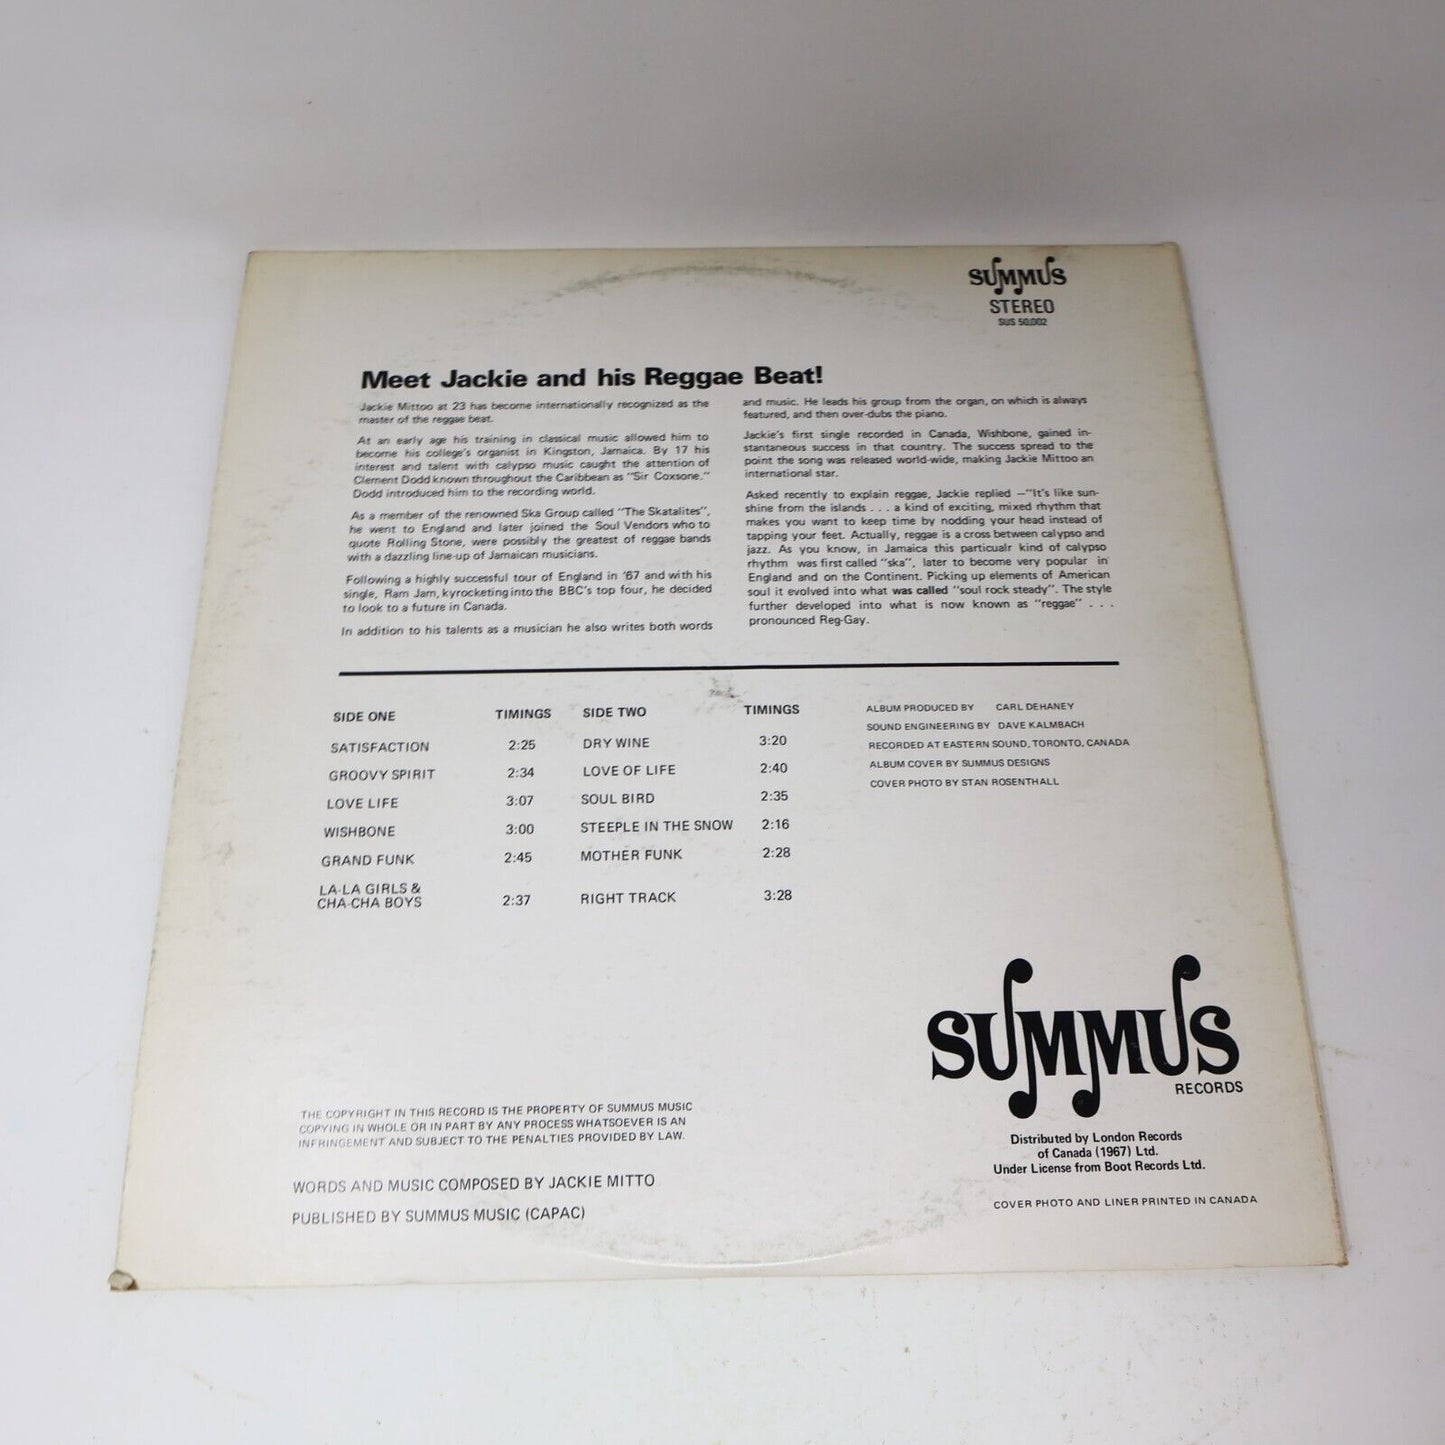 SUMMUS
STEREO
SUS 50,002
Meet Jackie and his Reggae Beat!
Jackie Mittoo at 23 has become internationally recognized as the
master of the reggae beat.
At an early age his training in classical music allowed him to
become his college's organist in Kingston, Jamaica. By 17 his
interest and talent with calypso music caught the attention of
Clement Dodd known throughout the Caribbean as "Sir Coxsone."
Dodd introduced him to the recording world.
As a member of the renowned Ska Group called "The Skatalites",
he went to England and later joined the Soul Vendors who to
quote Rolling Stone, were possibly the greatest of reggae bands
with a dazzling line-up of Jamaican musicians.
Following a highly successful tour of England in '67 and with his
single, Ram Jam, kyrocketing into the BBC's top four, he decided
to look to a future in Canada.
In addition to his talents as a musician he also writes both words
and music. He leads his group from the organ, on which is always
featured, and then over-dubs the piano.
Jackie's first single recorded in Canada, Wishbone, gained in-
stantaneous success in that country. The success spread to the
point the song was released world-wide, making Jackie Mittoo an
international star.
Asked recently to explain reggae, Jackie replied —"It's like sun-
shine from the islands . . . a kind of exciting, mixed rhythm that
makes you want to keep time by nodding your head instead of
tapping your feet. Actually, reggae is a cross between calypso and
jazz. As you know, in Jamaica this particualr kind of calypso
rhythm was first called "ska", later to become very popular in
England and on the Continent. Picking up elements of American
soul it evolved into what was called "soul rock steady". The style
further developed into what is now known as "reggae" . . .
pronounced Reg-Gay.
SIDE ONE TIMINGS
SATISFACTION 2:25
GROOVY SPIRIT 2:34
LOVE LIFE 3:07
WISHBONE 3:00
GRAND FUNK 2:45
LA-LA GIRLS &
CHA-CHA BOYS 2:37
SIDE TWO TIMINGS
DRY WINE 3:20
LOVE OF LIFE 2:40
SOUL BIRD 2:35
STEEPLE IN THE SNOW 2:16
MOTHER FUNK 2:28
RIGHT TRACK 3:28
ALBUM PRODUCED BY CARL DEHANEY
SOUND ENGINEERING BY DAVE KALMBACH
RECORDED AT EASTERN SOUND, TORONTO, CANADA
ALBUM COVER BY SUMMUS DESIGNS
COVER PHOTO BY STAN ROSENTHALL
SUMMUS
RECORDS
Distributed by London Records
of Canada (1967) Ltd.
Under License from Boot Records Ltd.
COVER PHOTO AND LINER PRINTED IN CANADA
THE COPYRIGHT IN THIS RECORD IS THE PROPERTY OF SUMMUS MUSIC
COPYING IN WHOLE OR IN PART BY ANY PROCESS WHATSOEVER IS AN
INFRINGEMENT AND SUBJECT TO THE PENALTIES PROVIDED BY LAW.
WORDS AND MUSIC COMPOSED BY JACKIE MITTO
PUBLISHED BY SUMMUS MUSIC (CAPAC)